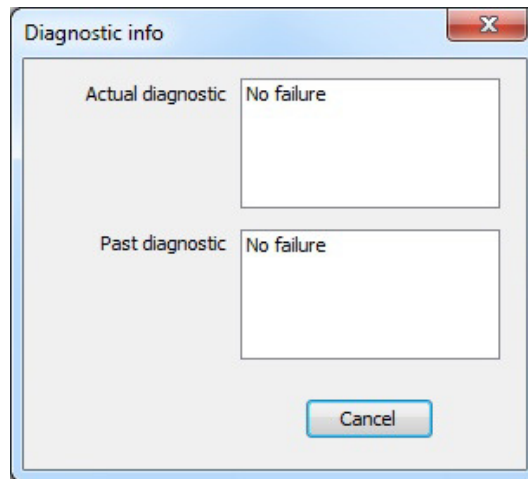 Diagnostic info
Actual diagnostic No failure
Past diagnostic No failure
Cancel